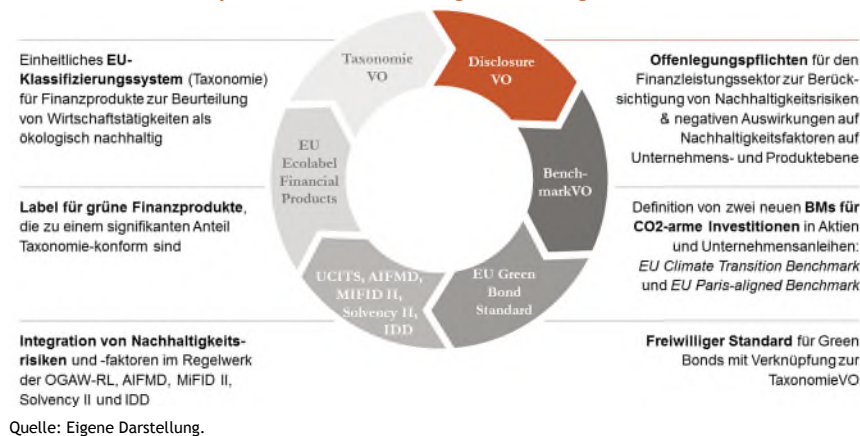 Einheitliches EU-
Klassifizierungssystem (Taxonomie)
für Finanzprodukte zur Beurteilung
von Wirtschaftstätigkeiten als
ökologisch nachhaltig
Label für grüne Finanzprodukte,
die zu einem signifikanten Anteil
Taxonomie-konform sind
Integration von Nachhaltigkeits-
risiken und -faktoren im Regelwerk
der OGAW-RL, AIFMD, MiFID II,
Solvency II und IDD
Taxonomie
VO
Disclosure
VO
EU
Ecolabel
Financial
Products
Bench-
markVO
UCITS, AIFMD,
MIFID II,
Solvency II,
IDD
EU Green
Bond
Standard
Offenlegungspflichten für den
Finanzleistungssektor zur Berück-
sichtigung von Nachhaltigkeitsrisiken
& negativen Auswirkungen auf
Nachhaltigkeitsfaktoren auf
Unternehmens- und Produktebene
Definition von zwei neuen BMs für
CO2-arme Investitionen in Aktien
und Unternehmensanleihen:
EU Climate Transition Benchmark
und EU Paris-aligned Benchmark
Freiwilliger Standard für Green
Bonds mit Verknüpfung zur
TaxonomieVO
Quelle: Eigene Darstellung.